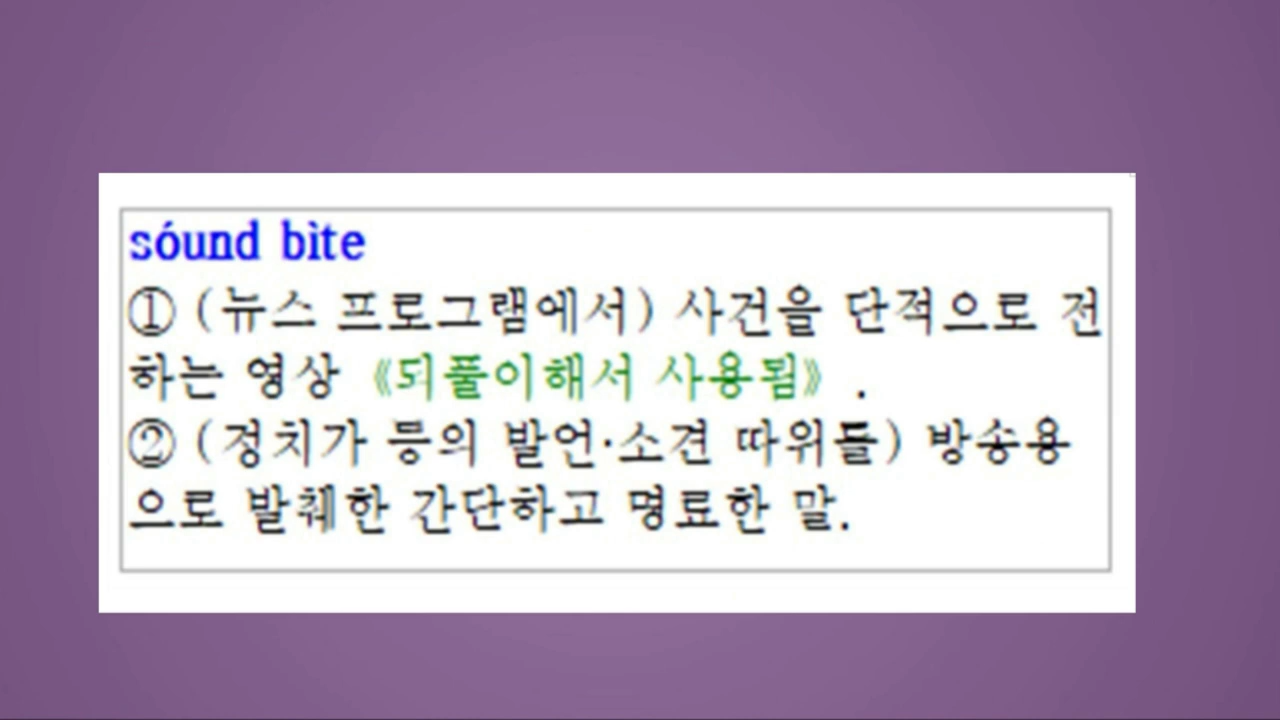 sóund bìte
① (뉴스 프로그램에서) 사건을 단적으로 전
하는 영상 《되풀이해서 사용됨》 .
② (정치가 등의 발언·소견 따위를) 방송용
으로 발췌한 간단하고 명료한 말.